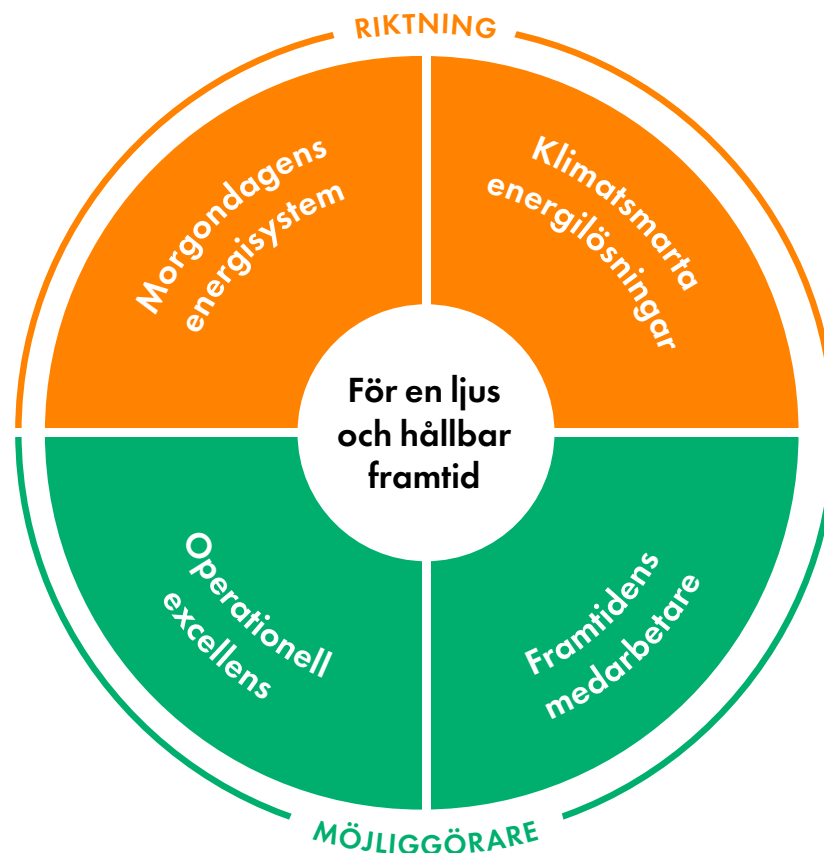 RIKTNING
Morgondagens
energisystem
Klimatsmarta
energilösningar
För en ljus
och hållbar
framtid
Operationell
excellens
Framtidens
medarbetare
MÖJLIGGÖRARE